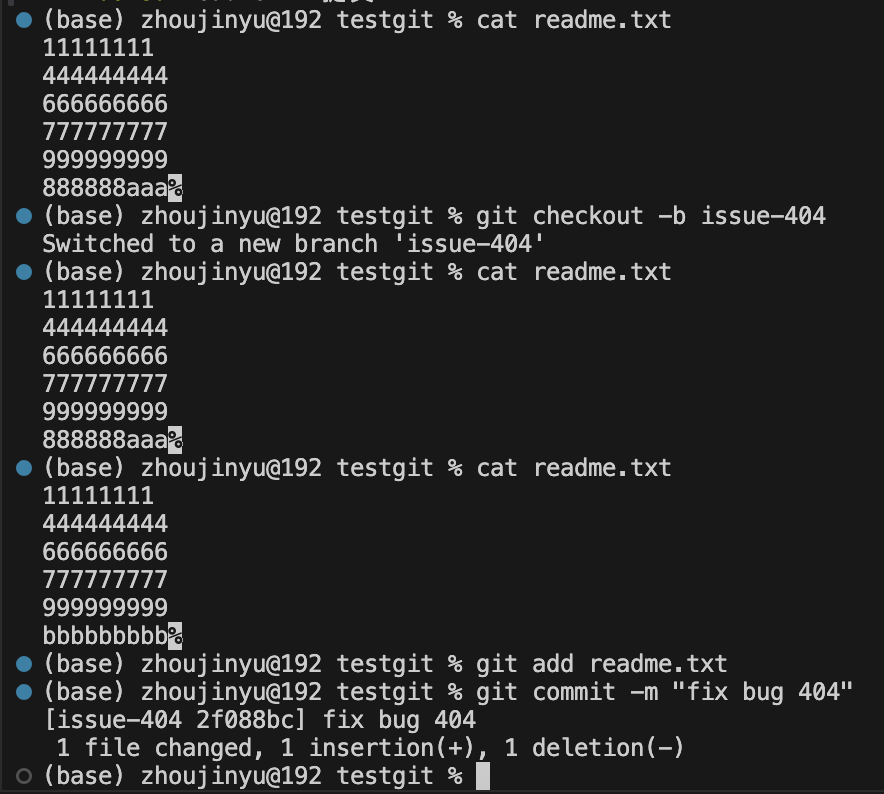 (base) zhoujinyu@192 testgit % cat readme.txt
11111111
444444444
666666666
777777777
999999999
888888aaa%
(base) zhoujinyu@192 testgit % git checkout -b issue-404
Switched to a new branch 'issue-404'
(base) zhoujinyu@192 testgit % cat readme.txt
11111111
444444444
666666666
777777777
999999999
888888aaa%
(base) zhoujinyu@192 testgit % cat readme.txt
11111111
444444444
666666666
777777777
999999999
bbbbbbbbb%
(base) zhoujinyu@192 testgit % git add readme.txt
(base) zhoujinyu@192 testgit % git commit -m "fix bug 404"
[issue-404 2f088bc] fix bug 404
 1 file changed, 1 insertion(+), 1 deletion(-)
(base) zhoujinyu@192 testgit %